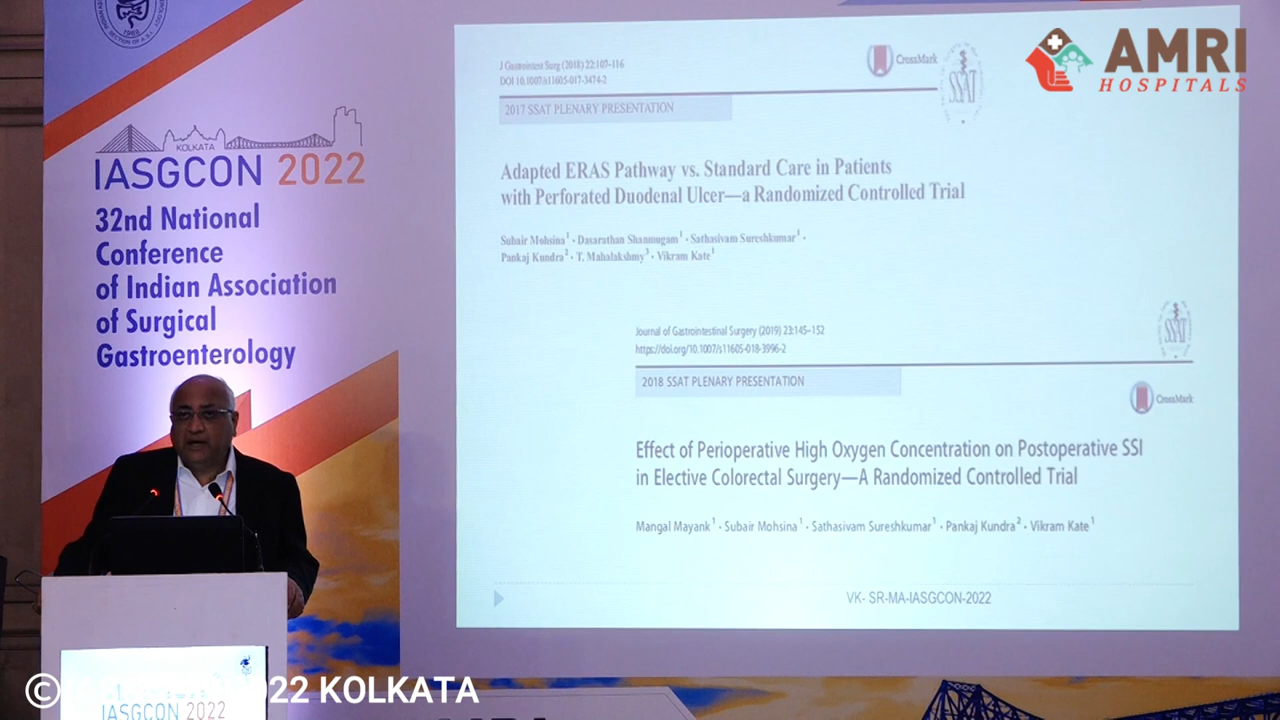 1986
KOLKATA
IASGCON 2022
32nd National
Conference
of Indian Association
of Surgical
Gastroenterology
J Gastrointest Surg (2018) 22:107–116
DOI 10.1007/s11605-017-3474-2
CrossMark
SSAT
2017 SSAT PLENARY PRESENTATION
Adapted ERAS Pathway vs. Standard Care in Patients
with Perforated Duodenal Ulcer—a Randomized Controlled Trial
Subair Mohsina1 · Dasarathan Shanmugam1 · Sathasivam Sureshkumar1 ·
Pankaj Kundra2 · T. Mahalakshmy3 · Vikram Kate1
Journal of Gastrointestinal Surgery (2019) 23:145–152
https://doi.org/10.1007/s11605-018-3996-2
SSAT
2018 SSAT PLENARY PRESENTATION
CrossMark
Effect of Perioperative High Oxygen Concentration on Postoperative SSI
in Elective Colorectal Surgery—A Randomized Controlled Trial
Mangal Mayank1 · Subair Mohsina1 · Sathasivam Sureshkumar1 · Pankaj Kundra2 · Vikram Kate1
VK- SR-MA-IASGCON-2022
AMRI
HOSPITALS
© 2022 KOLKATA
IASGCON 2022